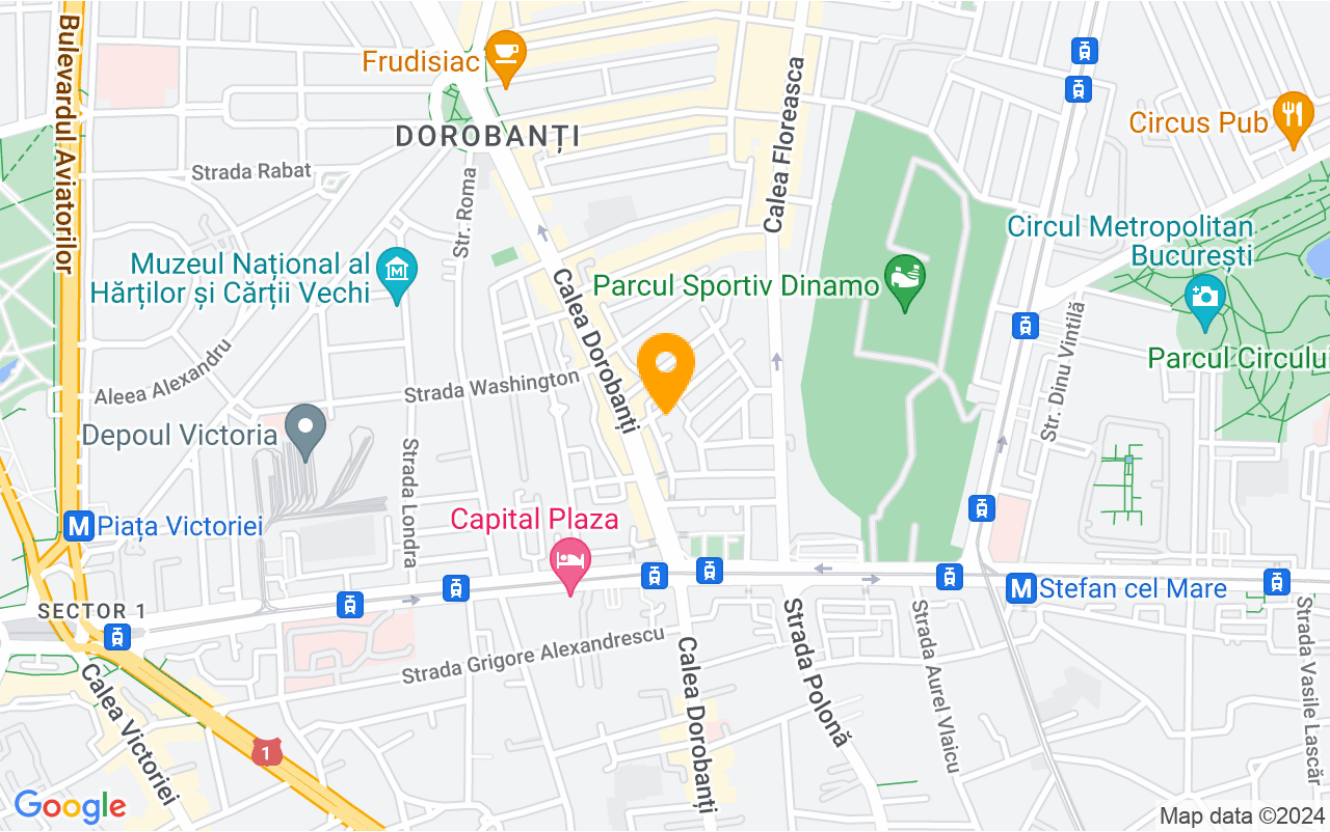 Bulevardul Aviatorilor
Frudisiac
DOROBANȚI
Circus Pub
Strada Rabat
Str. Roma
Calea Floreasca
Circul Metropolitan
București
Muzeul Național al
Hărților și Cărții Vechi
Calea Dorobanți
Parcul Sportiv Dinamo
Str. Dinu Vintilă
Parcul Circului
Aleea Alexandru
Strada Washington
Depoul Victoria
Strada Londra
M
Piața Victoriei
Capital Plaza
SECTOR 1
M
Stefan cel Mare
Strada Grigore Alexandrescu
Calea Dorobanți
Strada Polonă
Strada Aurel Vlaicu
Strada Vasile Lascăr
Calea Victoriei
1
Google
Map data ©2024